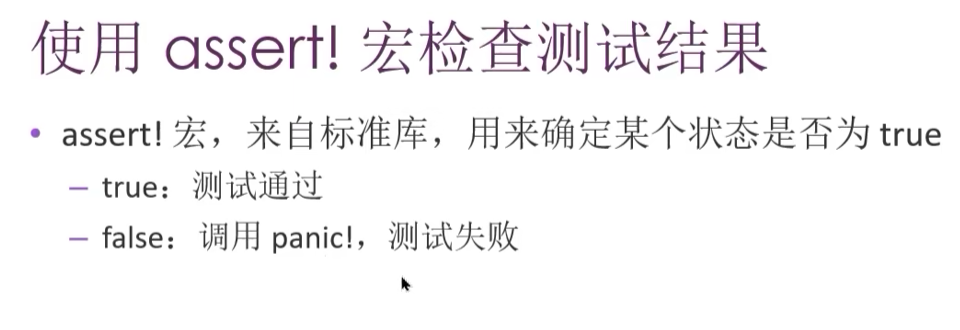 使用 assert! 宏检查测试结果
• assert! 宏，来自标准库，用来确定某个状态是否为 true
– true：测试通过
– false：调用 panic!，测试失败